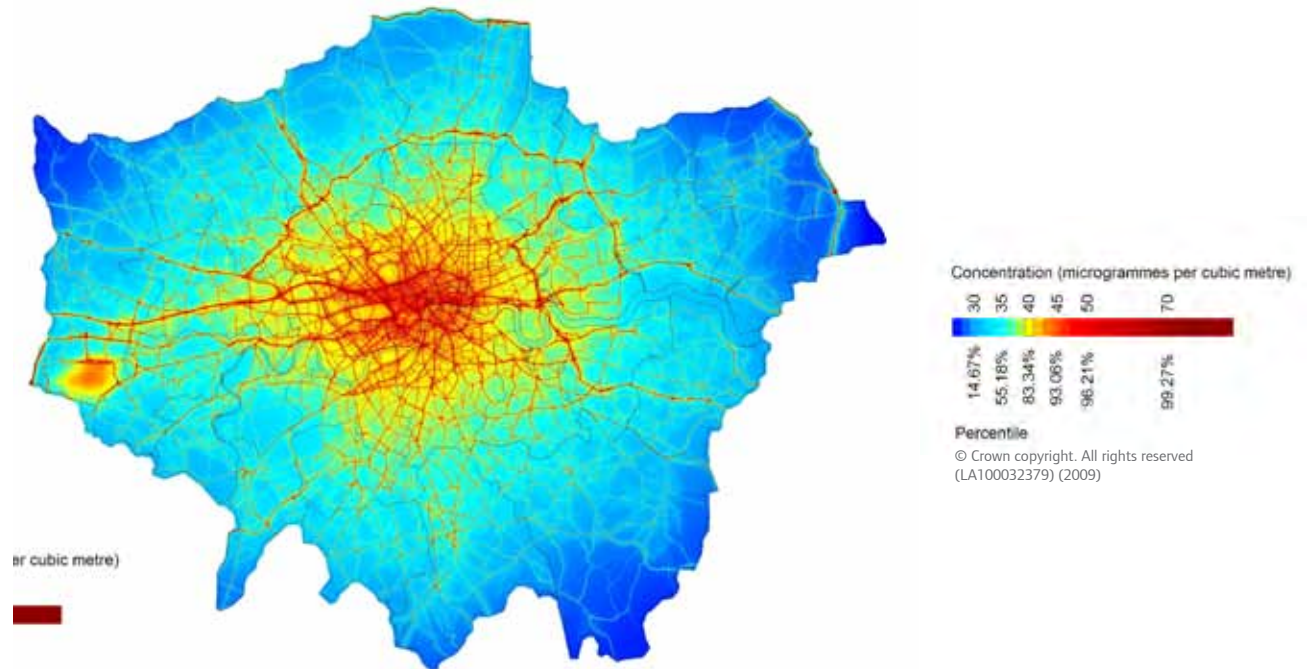 Concentration (microgrammes per cubic metre)
30 35 40 45 50 70
14.67% 55.18% 83.34% 93.06% 96.21% 99.27%
Percentile
© Crown copyright. All rights reserved
(LA100032379) (2009)
er cubic metre)